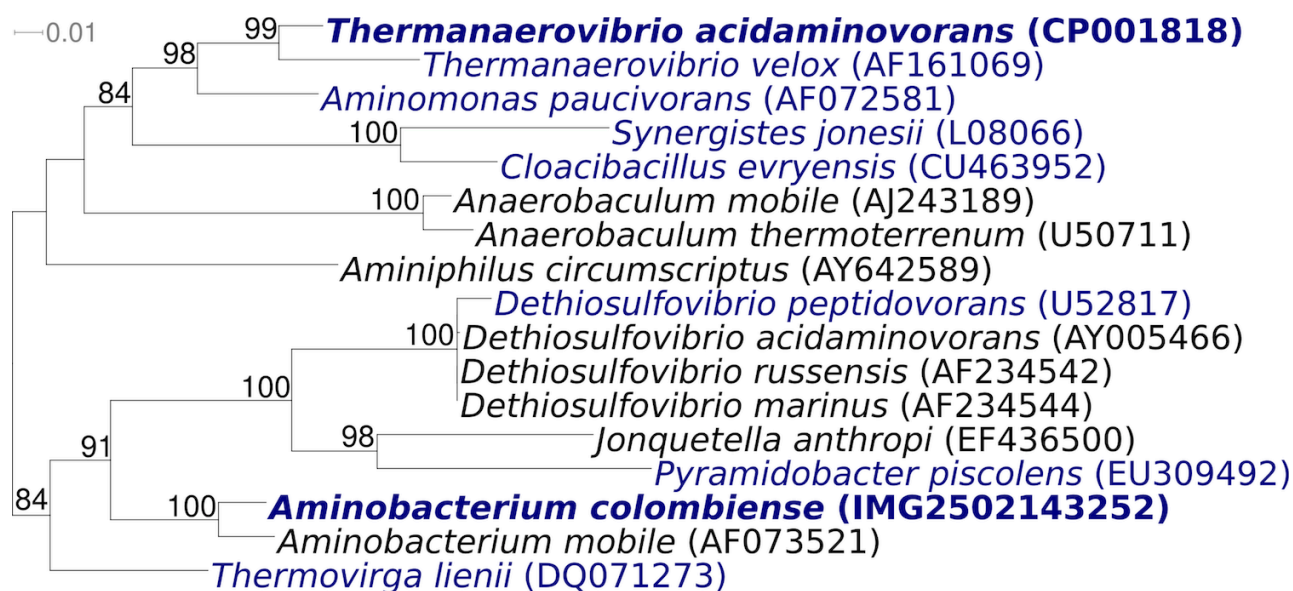 0.01
99
Thermanaerovibrio acidaminovorans (CP001818)
98
Thermanaerovibrio velox (AF161069)
84
Aminomonas paucivorans (AF072581)
100
Synergistes jonesii (L08066)
Cloacibacillus evryensis (CU463952)
100
Anaerobaculum mobile (AJ243189)
Anaerobaculum thermoterrenum (U50711)
Aminiphilus circumscriptus (AY642589)
Dethiosulfovibrio peptidovorans (U52817)
100
Dethiosulfovibrio acidaminovorans (AY005466)
Dethiosulfovibrio russensis (AF234542)
100
Dethiosulfovibrio marinus (AF234544)
98
Jonquetella anthropi (EF436500)
91
Pyramidobacter piscolens (EU309492)
84
100
Aminobacterium colombiense (IMG2502143252)
Aminobacterium mobile (AF073521)
Thermovirga lienii (DQ071273)